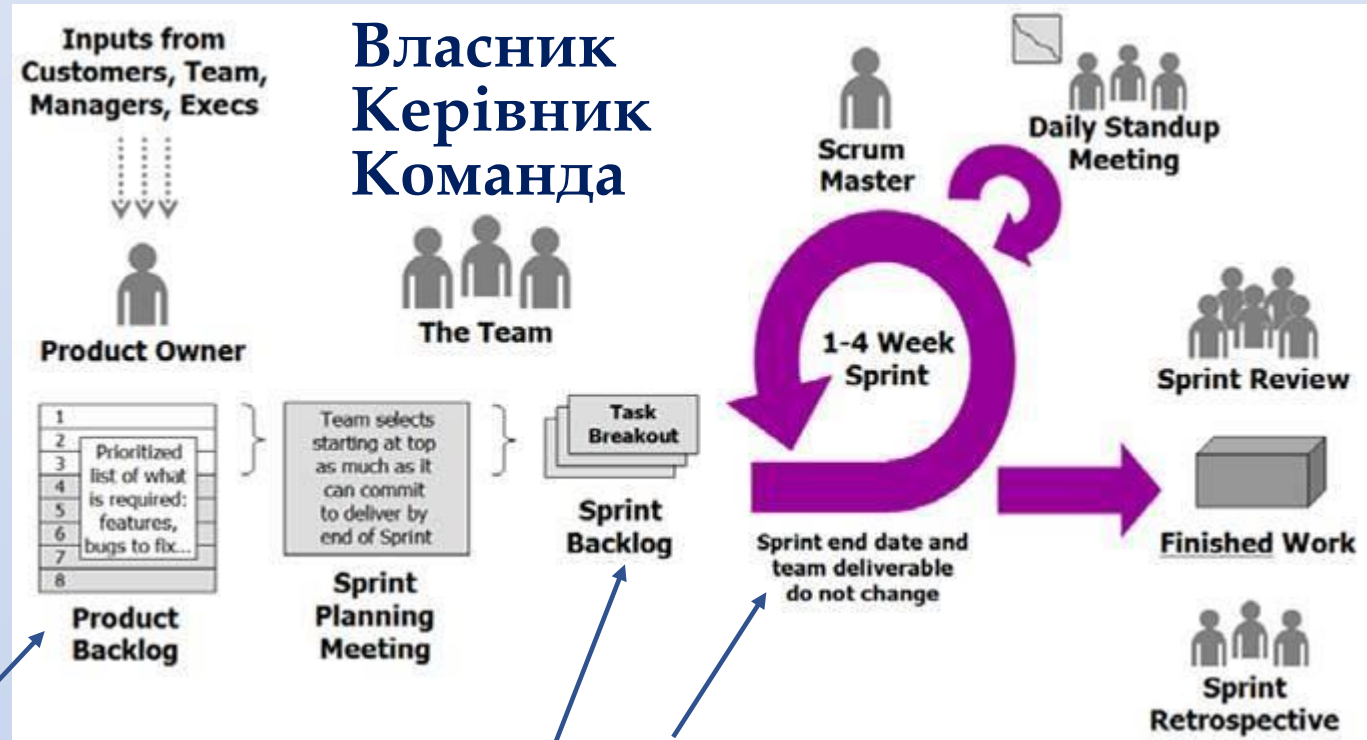 Inputs from
Customers, Team,
Managers, Execs
Власник
Керівник
Команда
Scrum
Master
Daily Standup
Meeting
Product Owner
The Team
1-4 Week
Sprint
Sprint Review
1
2
3
4
5
6
7
8
Prioritized
list of what
is required:
features,
bugs to fix...
Team selects
starting at top
as much as it
can commit
to deliver by
end of Sprint
Task
Breakout
Product
Backlog
Sprint
Planning
Meeting
Sprint
Backlog
Sprint end date and
team deliverable
do not change
Finished Work
Sprint
Retrospective